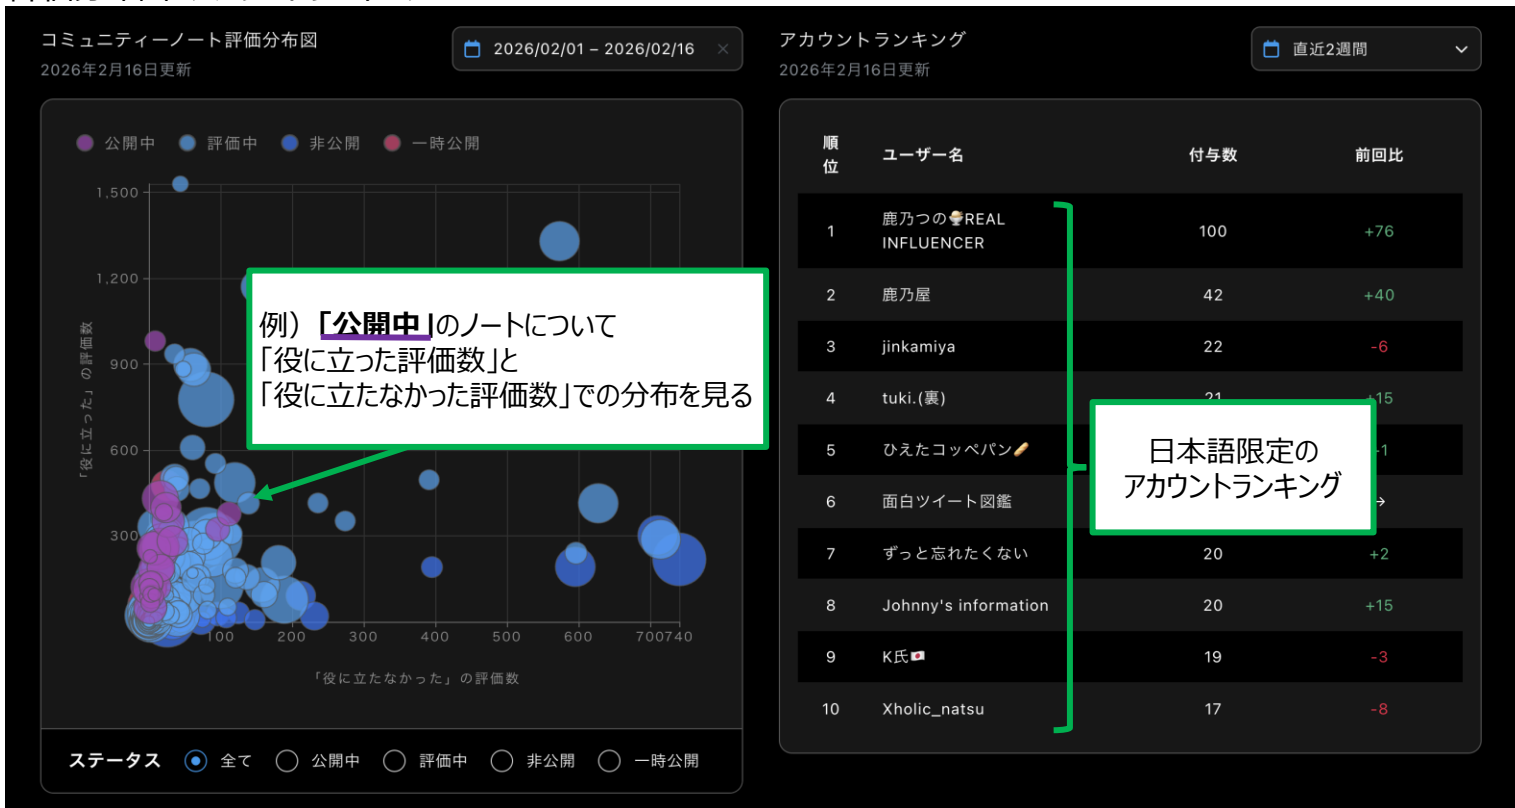 コミュニティーノート評価分布図
2026年2月16日更新
2026/02/01 – 2026/02/16
公開中
評価中
非公開
一時公開
1,500
1,200
900
600
300
「役に立った」の評価数
100 200 300 400 500 600 700740
「役に立たなかった」の評価数
例）「公開中」のノートについて
「役に立った評価数」と
「役に立たなかった評価数」での分布を見る
ステータス 全て 公開中 評価中 非公開 一時公開
アカウントランキング
2026年2月16日更新
直近2週間
順位 ユーザー名 付与数 前回比
1 鹿乃つの🍨REAL
INFLUENCER 100 +76
2 鹿乃屋 42 +40
3 jinkamiya 22 -6
4 tuki.(裏) 21 +15
5 ひえたコッペパン🥖
6 面白ツイート図鑑
7 ずっと忘れたくない 20 +2
8 Johnny's information 20 +15
9 K氏🇯🇵 19 -3
10 Xholic_natsu 17 -8
日本語限定の
アカウントランキング